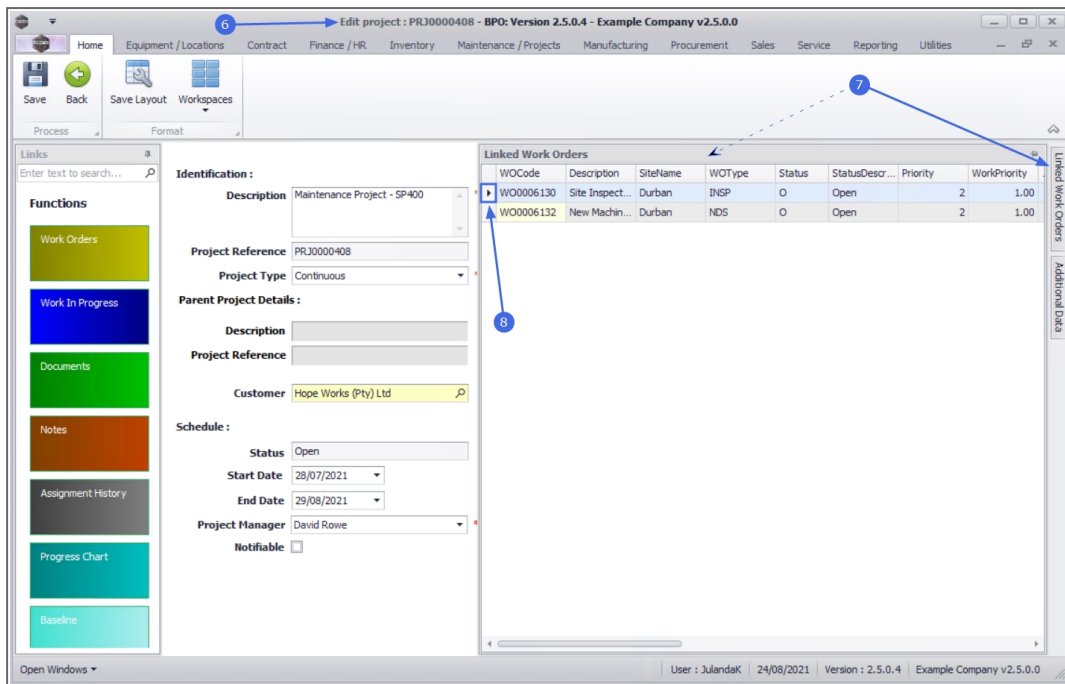 6
Edit project : PRJ0000408 - BPO: Version 2.5.0.4 - Example Company v2.5.0.0
Home Equipment / Locations Contract Finance / HR Inventory Maintenance / Projects Manufacturing Procurement Sales Service Reporting Utilities
Save Back Save Layout Workspaces
Process Format
7
Links
Enter text to search...
Functions
Work Orders
Work In Progress
Documents
Notes
Assignment History
Progress Chart
Baseline
Identification :
Description Maintenance Project - SP400 *
Project Reference PRJ0000408
Project Type Continuous *
Parent Project Details :
Description
Project Reference
Customer Hope Works (Pty) Ltd
Schedule :
Status Open
Start Date 28/07/2021
End Date 29/08/2021
Project Manager David Rowe *
Notifiable
Linked Work Orders
WOCode Description SiteName WOType Status StatusDescr... Priority WorkPriority
WO0006130 Site Inspect... Durban INSP O Open 2 1.00
WO0006132 New Machin... Durban NDS O Open 2 1.00
8
Linked Work Orders
Additional Data
Open Windows User : JulandaK 24/08/2021 Version : 2.5.0.4 Example Company v2.5.0.0